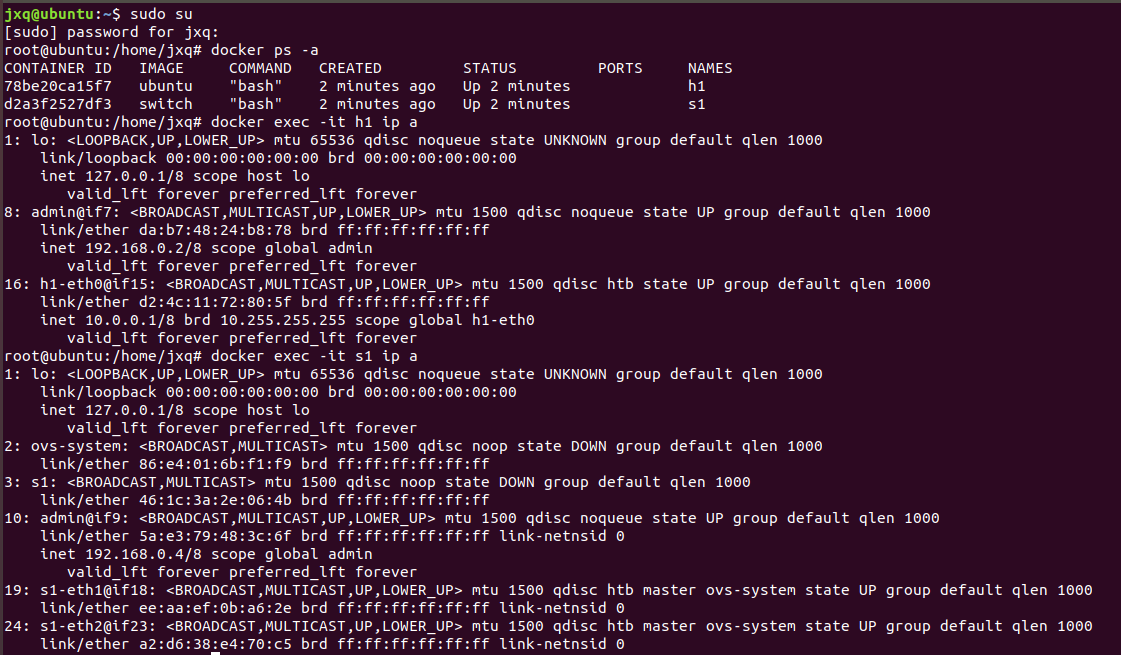 jxq@ubuntu:~$ sudo su
[sudo] password for jxq:
root@ubuntu:/home/jxq# docker ps -a
CONTAINER ID   IMAGE     COMMAND   CREATED         STATUS         PORTS     NAMES
78be20ca15f7   ubuntu    "bash"    2 minutes ago   Up 2 minutes             h1
d2a3f2527df3   switch    "bash"    2 minutes ago   Up 2 minutes             s1
root@ubuntu:/home/jxq# docker exec -it h1 ip a
1: lo: <LOOPBACK,UP,LOWER_UP> mtu 65536 qdisc noqueue state UNKNOWN group default qlen 1000
    link/loopback 00:00:00:00:00:00 brd 00:00:00:00:00:00
    inet 127.0.0.1/8 scope host lo
       valid_lft forever preferred_lft forever
8: admin@if7: <BROADCAST,MULTICAST,UP,LOWER_UP> mtu 1500 qdisc noqueue state UP group default qlen 1000
    link/ether da:b7:48:24:b8:78 brd ff:ff:ff:ff:ff:ff
    inet 192.168.0.2/8 scope global admin
       valid_lft forever preferred_lft forever
16: h1-eth0@if15: <BROADCAST,MULTICAST,UP,LOWER_UP> mtu 1500 qdisc htb state UP group default qlen 1000
    link/ether d2:4c:11:72:80:5f brd ff:ff:ff:ff:ff:ff
    inet 10.0.0.1/8 brd 10.255.255.255 scope global h1-eth0
       valid_lft forever preferred_lft forever
root@ubuntu:/home/jxq# docker exec -it s1 ip a
1: lo: <LOOPBACK,UP,LOWER_UP> mtu 65536 qdisc noqueue state UNKNOWN group default qlen 1000
    link/loopback 00:00:00:00:00:00 brd 00:00:00:00:00:00
    inet 127.0.0.1/8 scope host lo
       valid_lft forever preferred_lft forever
2: ovs-system: <BROADCAST,MULTICAST> mtu 1500 qdisc noop state DOWN group default qlen 1000
    link/ether 86:e4:01:6b:f1:f9 brd ff:ff:ff:ff:ff:ff
3: s1: <BROADCAST,MULTICAST> mtu 1500 qdisc noop state DOWN group default qlen 1000
    link/ether 46:1c:3a:2e:06:4b brd ff:ff:ff:ff:ff:ff
10: admin@if9: <BROADCAST,MULTICAST,UP,LOWER_UP> mtu 1500 qdisc noqueue state UP group default qlen 1000
    link/ether 5a:e3:79:48:3c:6f brd ff:ff:ff:ff:ff:ff link-netnsid 0
    inet 192.168.0.4/8 scope global admin
       valid_lft forever preferred_lft forever
19: s1-eth1@if18: <BROADCAST,MULTICAST,UP,LOWER_UP> mtu 1500 qdisc htb master ovs-system state UP group default qlen 1000
    link/ether ee:aa:ef:0b:a6:2e brd ff:ff:ff:ff:ff:ff link-netnsid 0
24: s1-eth2@if23: <BROADCAST,MULTICAST,UP,LOWER_UP> mtu 1500 qdisc htb master ovs-system state UP group default qlen 1000
    link/ether a2:d6:38:e4:70:c5 brd ff:ff:ff:ff:ff:ff link-netnsid 0